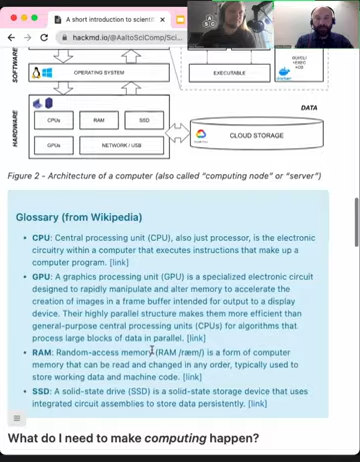 A short introduction to scienti
hackmd.io/@AaltoSciComp/Sci...
SOFTWARE
OPERATING SYSTEM
EXECUTABLE
docker
HARDWARE
CPUs
RAM
SSD
GPUs
NETWORK / USB
DATA
CLOUD STORAGE
Figure 2 - Architecture of a computer (also called "computing node" or "server")
Glossary (from Wikipedia)
• CPU: Central processing unit (CPU), also just processor, is the electronic
circuitry within a computer that executes instructions that make up a
computer program. [link]
• GPU: A graphics processing unit (GPU) is a specialized electronic circuit
designed to rapidly manipulate and alter memory to accelerate the
creation of images in a frame buffer intended for output to a display
device. Their highly parallel structure makes them more efficient than
general-purpose central processing units (CPUs) for algorithms that
process large blocks of data in parallel. [link]
• RAM: Random-access memory (RAM /ræm/) is a form of computer
memory that can be read and changed in any order, typically used to
store working data and machine code. [link]
• SSD: A solid-state drive (SSD) is a solid-state storage device that uses
integrated circuit assemblies to store data persistently. [link]
What do I need to make computing happen?